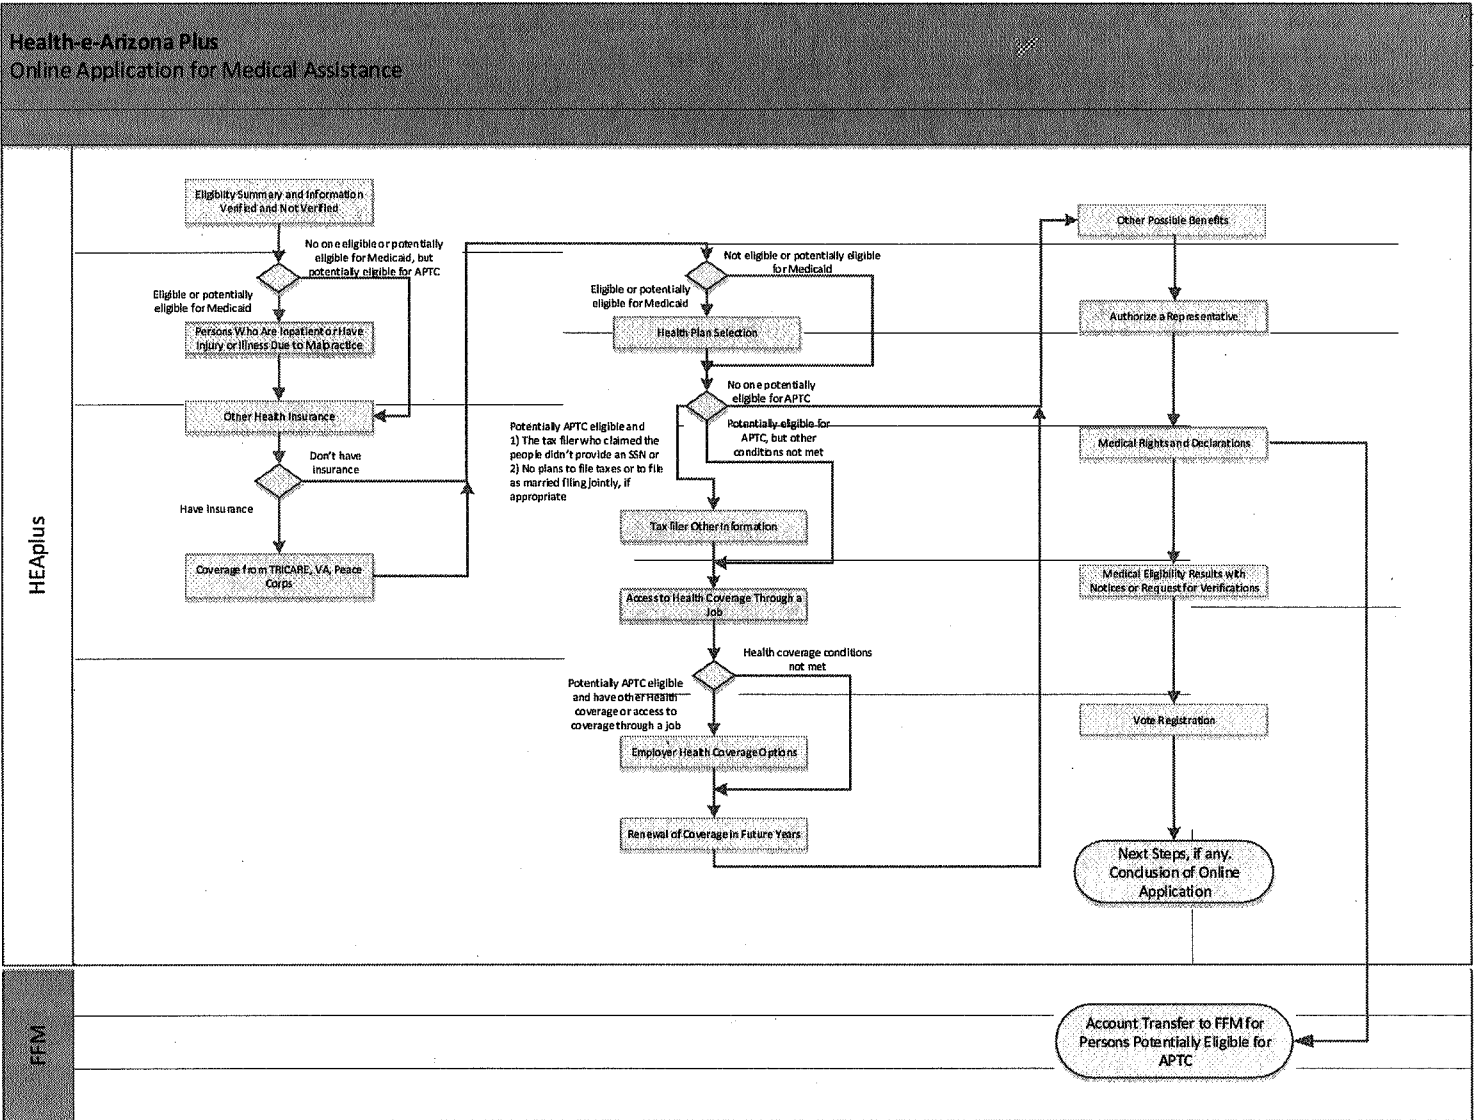 Health-e-Arizona Plus
Online Application for Medical Assistance
HEAplus
Eligibility Summary and Information
Verified and Not Verified
No one eligible or potentially
eligible for Medicaid, but
potentially eligible for APTC
Eligible or potentially
eligible for Medicaid
Persons Who Are Inpatient or Have
Injury or Illness Due to Malpractice
Other Health Insurance
Don't have
insurance
Have insurance
Coverage from TRICARE, VA, Peace
Corps
Not eligible or potentially eligible
for Medicaid
Eligible or potentially
eligible for Medicaid
Health Plan Selection
No one potentially
eligible for APTC
Potentially APTC eligible and
1) The tax filer who claimed the
people didn't provide an SSN or
2) No plans to file taxes or to file
as married filing jointly, if
appropriate
Potentially eligible for
APTC, but other
conditions not met
Tax filer Other Information
Access to Health Coverage Through a
Job
Health coverage conditions
not met
Potentially APTC eligible
and have other Health
coverage or access to
coverage through a job
Employer Health Coverage Options
Renewal of Coverage in Future Years
Other Possible Benefits
Authorize a Representative
Medical Rights and Declarations
Medical Eligibility Results with
Notices or Request for Verifications
Vote Registration
Next Steps, if any.
Conclusion of Online
Application
FFM
Account Transfer to FFM for
Persons Potentially Eligible for
APTC